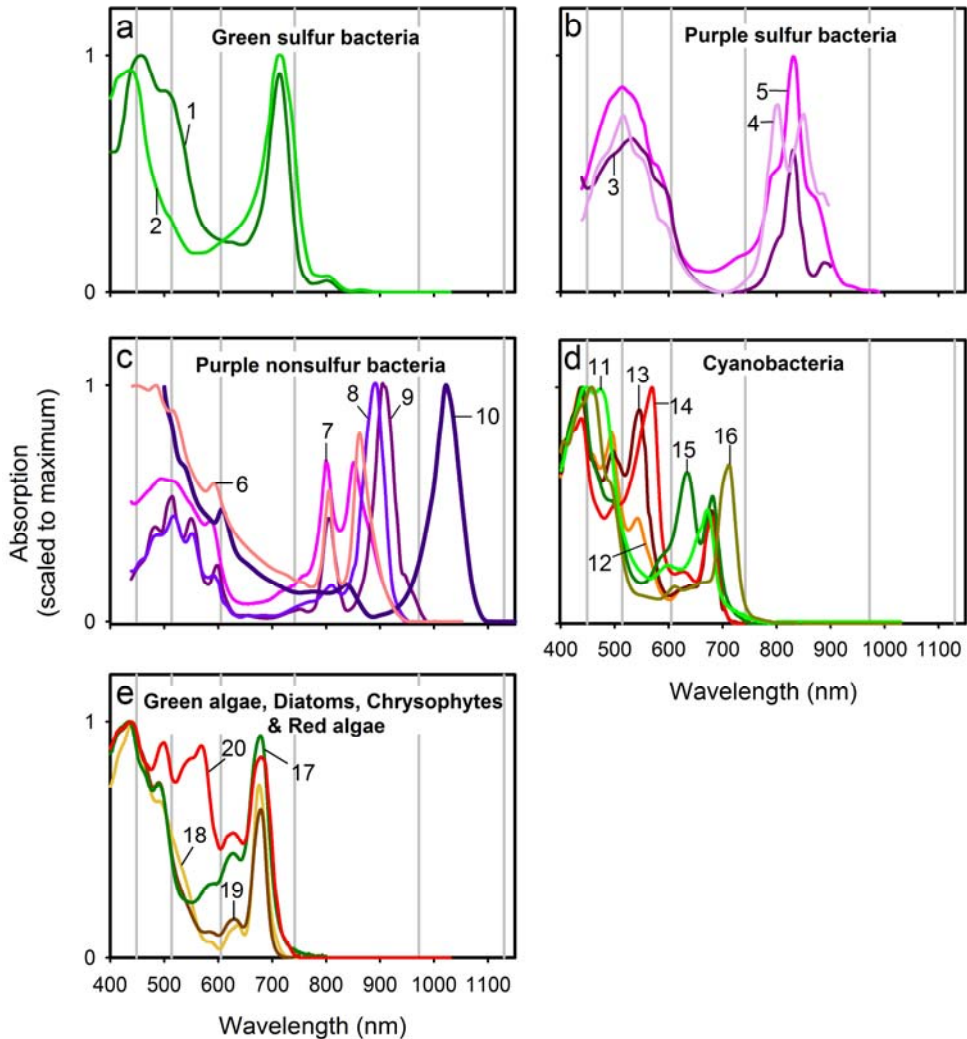 a
Green sulfur bacteria
1
1
2
0
b
Purple sulfur bacteria
5
4
3
c
Purple nonsulfur bacteria
1
8
9
10
7
6
0
d
Cyanobacteria
11
13
14
15
16
12
400 500 600 700 800 900 1000 1100
Wavelength (nm)
Absorption
(scaled to maximum)
e
Green algae, Diatoms, Chrysophytes
& Red algae
1
20
17
18
19
0
400 500 600 700 800 900 1000 1100
Wavelength (nm)